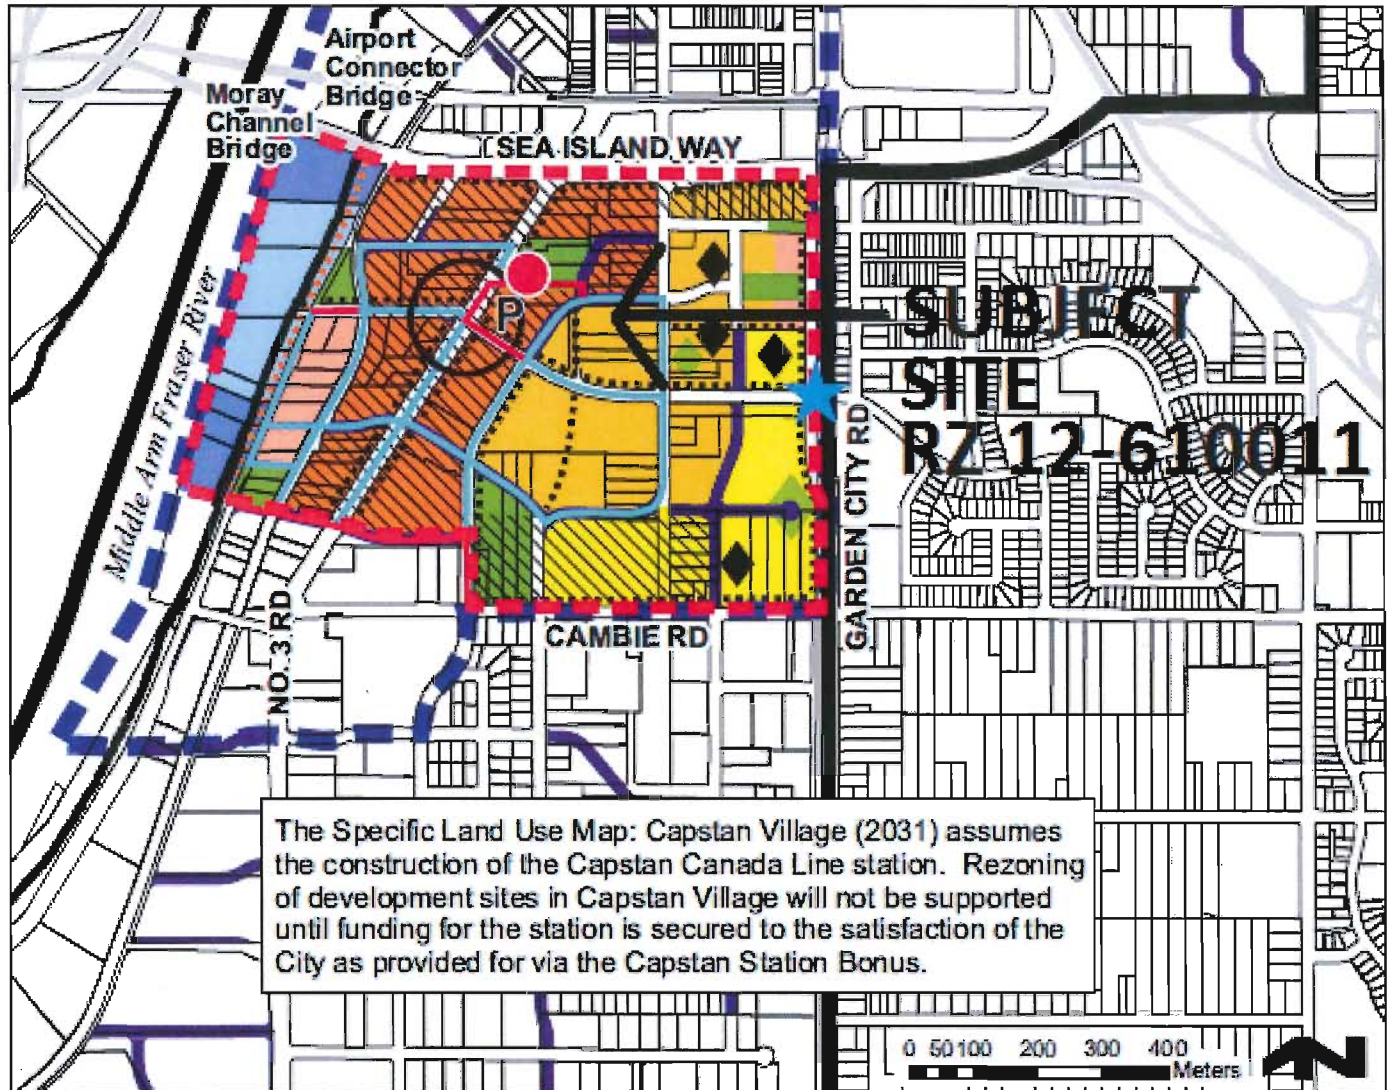 Airport
Connector
Bridge
Moray
Channel
Bridge
SEA ISLAND WAY
P
SUBJECT
SITE
RZ 12-610011
Middle Arm Fraser River
GARDEN CITY RD
NO. 3 RD
CAMBIE RD
The Specific Land Use Map: Capstan Village (2031) assumes
the construction of the Capstan Canada Line station. Rezoning
of development sites in Capstan Village will not be supported
until funding for the station is secured to the satisfaction of the
City as provided for via the Capstan Station Bonus.
0 50 100 200 300 400
Meters
N